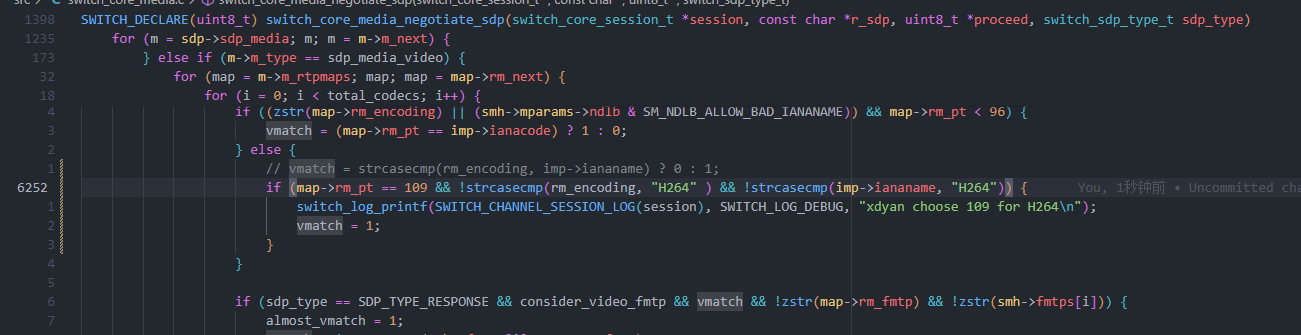 src > C switch_core_media.c > switch_core_media_negotiate_sdp(switch_core_session_t *, const char *, uint8_t *, switch_sdp_type_t)
1398 SWITCH_DECLARE(uint8_t) switch_core_media_negotiate_sdp(switch_core_session_t *session, const char *r_sdp, uint8_t *proceed, switch_sdp_type_t sdp_type)
1235 for (m = sdp->sdp_media; m; m = m->m_next) {
173 } else if (m->m_type == sdp_media_video) {
32 for (map = m->m_rtpmaps; map; map = map->rm_next) {
18 for (i = 0; i < total_codecs; i++) {
4 if ((zstr(map->rm_encoding) || (smh->mparams->ndlb & SM_NDLB_ALLOW_BAD_IANANAME)) && map->rm_pt < 96) {
3 vmatch = (map->rm_pt == imp->ianacode) ? 1 : 0;
2 } else {
1 // vmatch = strcasecmp(rm_encoding, imp->iananame) ? 0 : 1;
6252 if (map->rm_pt == 109 && !strcasecmp(rm_encoding, "H264" ) && !strcasecmp(imp->iananame, "H264")) { You, 1秒钟前 • Uncommitted cha
1 switch_log_printf(SWITCH_CHANNEL_SESSION_LOG(session), SWITCH_LOG_DEBUG, "xdyan choose 109 for H264\n");
2 vmatch = 1;
3 }
4 }
5
6 if (sdp_type == SDP_TYPE_RESPONSE && consider_video_fmtp && vmatch && !zstr(map->rm_fmtp) && !zstr(smh->fmtps[i])) {
7 almost_vmatch = 1;